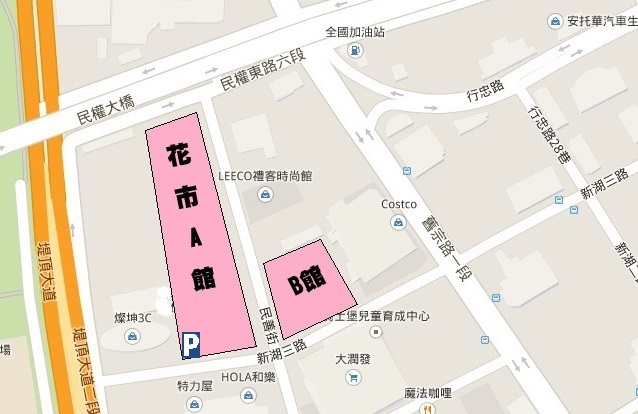 全國加油站
安托華汽車生
民權東路六段
民權大橋
行忠路
行忠路28巷
新湖三路
LEECO禮客時尚館
Costco
舊宗路一段
花市A館
B館
堤頂大道
民善街
燦坤3C
P
士堡兒童育成中心
新湖三路
堤頂大道二段
場
大潤發
特力屋
HOLA和樂
魔法咖哩
新湖二